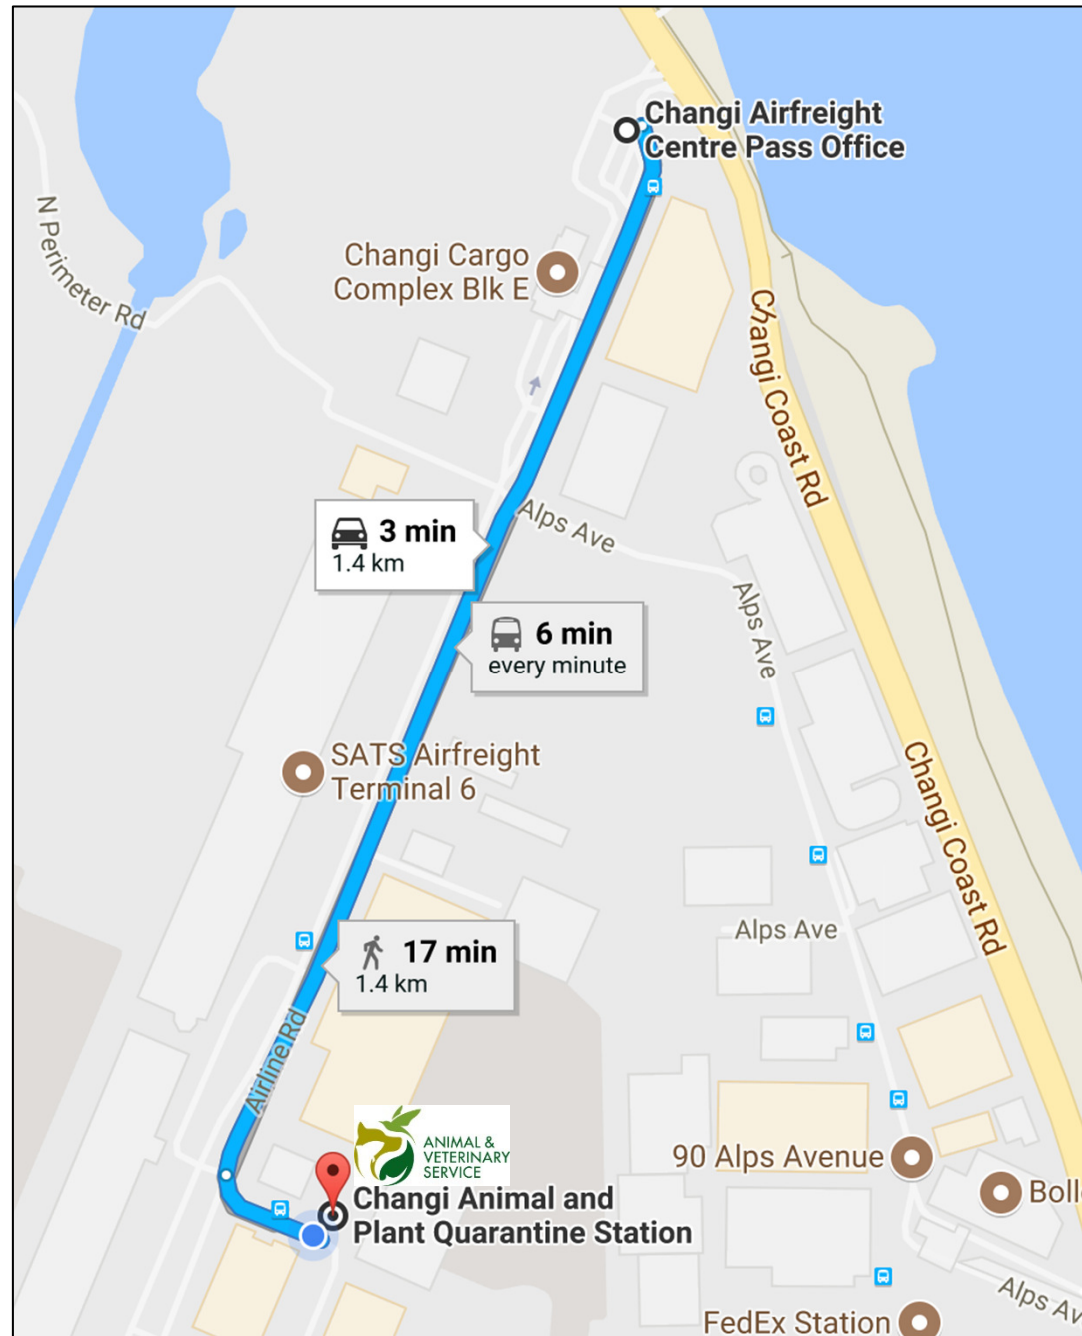 Changi Airfreight
Centre Pass Office
N Perimeter Rd
Changi Cargo
Complex Blk E
Changi Coast Rd
3 min
1.4 km
Alps Ave
6 min
every minute
Alps Ave
SATS Airfreight
Terminal 6
Changi Coast Rd
17 min
1.4 km
Alps Ave
Airline Rd
ANIMAL &
VETERINARY
SERVICE
90 Alps Avenue
Changi Animal and
Plant Quarantine Station
Boll
Alps Av
FedEx Station